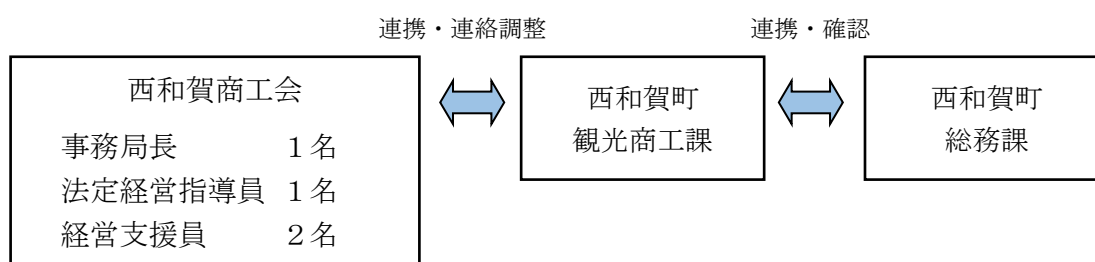 連携・連絡調整
連携・確認
西和賀商工会
事務局長 1名
法定経営指導員 1名
経営支援員 2名
西和賀町
観光商工課
西和賀町
総務課